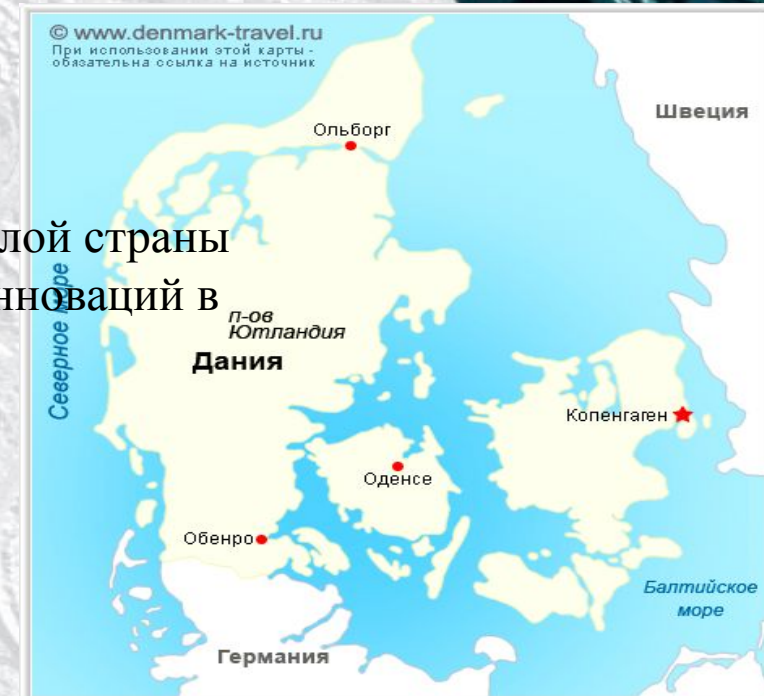 © www.denmark-travel.ru
При использовании этой карты -
обязательна ссылка на источник
Швеция
Ольборг
лой страны
нноваций в
Северное море
п-ов
Ютландия
Дания
Копенгаген
Оденсе
Обенро
Балтийское
море
Германия